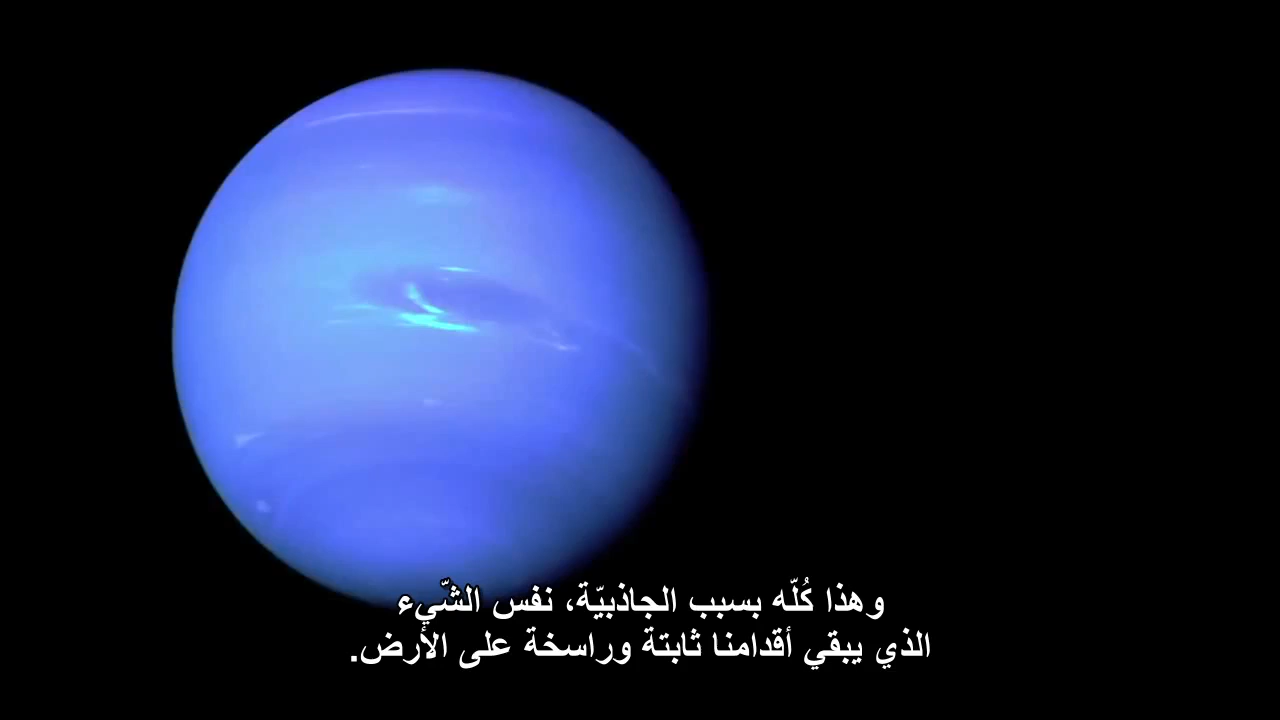 وهذا كُلّه بسبب الجاذبيّة، نفس الشّيء
الذي يبقي أقدامنا ثابتة وراسخة على الأرض.